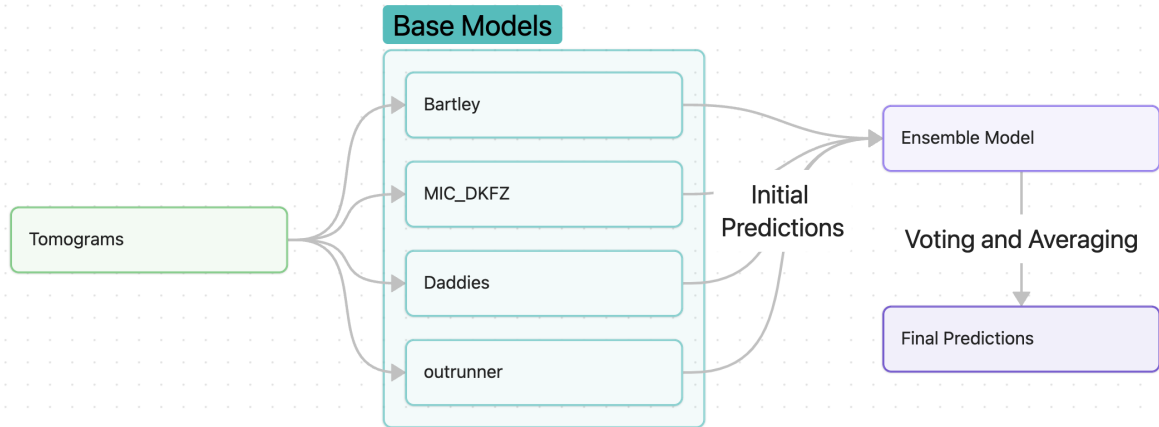 Base Models
Bartley
MIC_DKFZ
Daddies
outrunner
Tomograms
Initial
Predictions
Ensemble Model
Voting and Averaging
Final Predictions